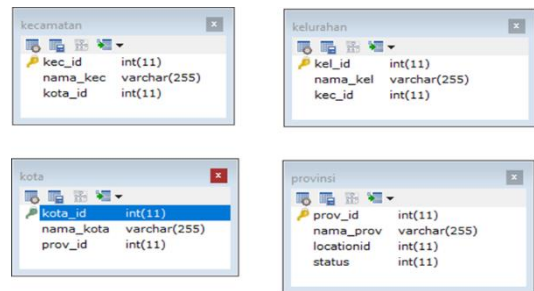 kecamatan
kec_id int(11)
nama_kec varchar(255)
kota_id int(11)
kelurahan
kel_id int(11)
nama_kel varchar(255)
kec_id int(11)
kota
kota_id int(11)
nama_kota varchar(255)
prov_id int(11)
provinsi
prov_id int(11)
nama_prov varchar(255)
locationid int(11)
status int(11)